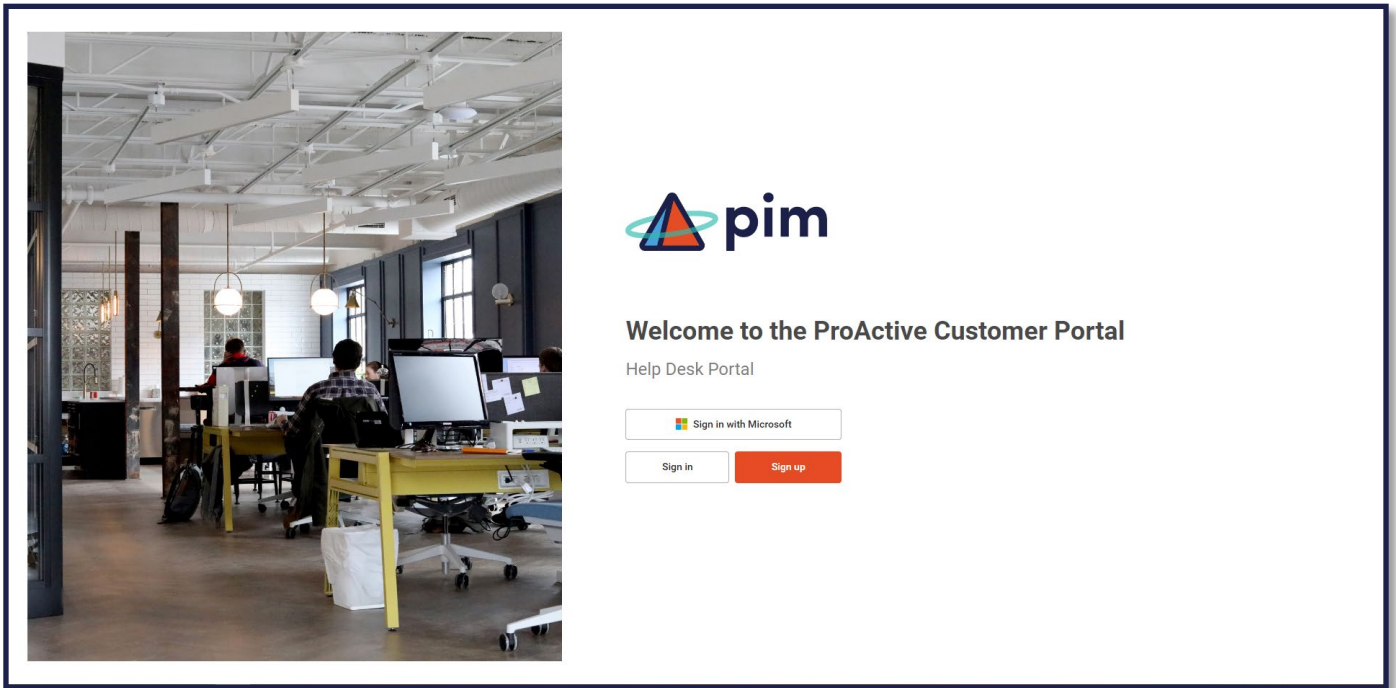 pim
Welcome to the ProActive Customer Portal
Help Desk Portal
Sign in with Microsoft
Sign in
Sign up